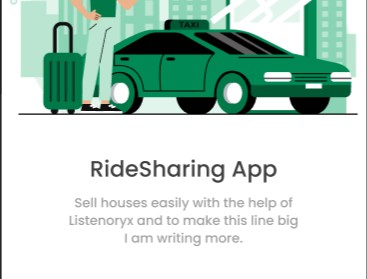 TAXI
RideSharing App
Sell houses easily with the help of
Listenoryx and to make this line big
I am writing more.